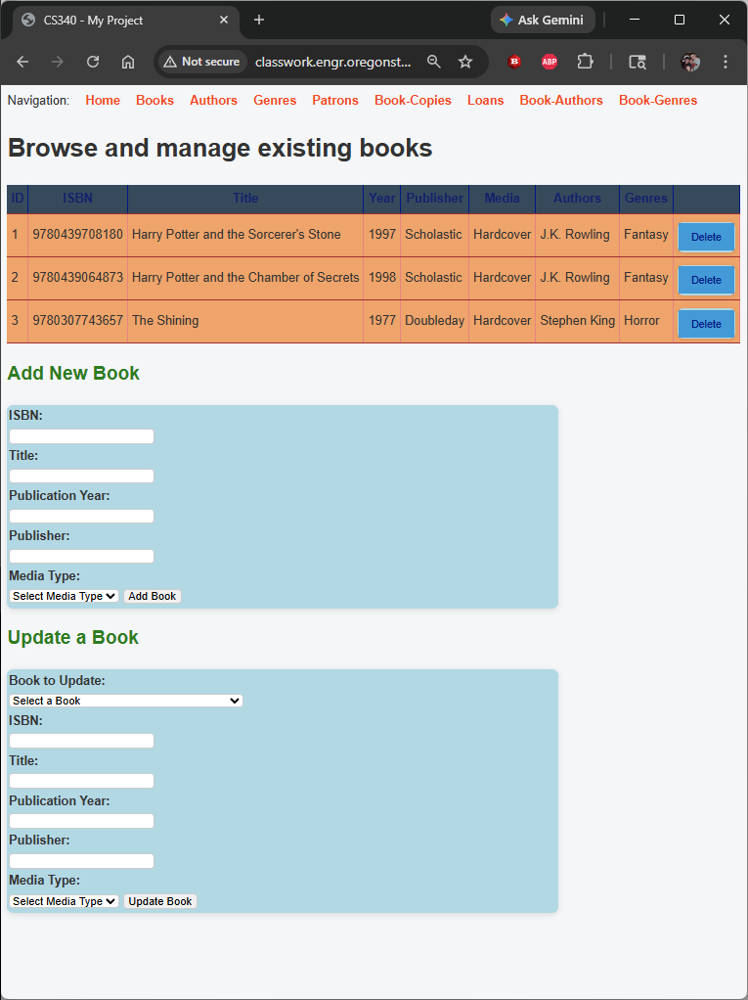 CS340 - My Project
Ask Gemini
Not secure classwork.engr.oregonst...
B ABP
Navigation: Home Books Authors Genres Patrons Book-Copies Loans Book-Authors Book-Genres
Browse and manage existing books
ID ISBN Title Year Publisher Media Authors Genres
1 9780439708180 Harry Potter and the Sorcerer's Stone 1997 Scholastic Hardcover J.K. Rowling Fantasy Delete
2 9780439064873 Harry Potter and the Chamber of Secrets 1998 Scholastic Hardcover J.K. Rowling Fantasy Delete
3 9780307743657 The Shining 1977 Doubleday Hardcover Stephen King Horror Delete
Add New Book
ISBN:
Title:
Publication Year:
Publisher:
Media Type:
Select Media Type Add Book
Update a Book
Book to Update:
Select a Book
ISBN:
Title:
Publication Year:
Publisher:
Media Type:
Select Media Type Update Book